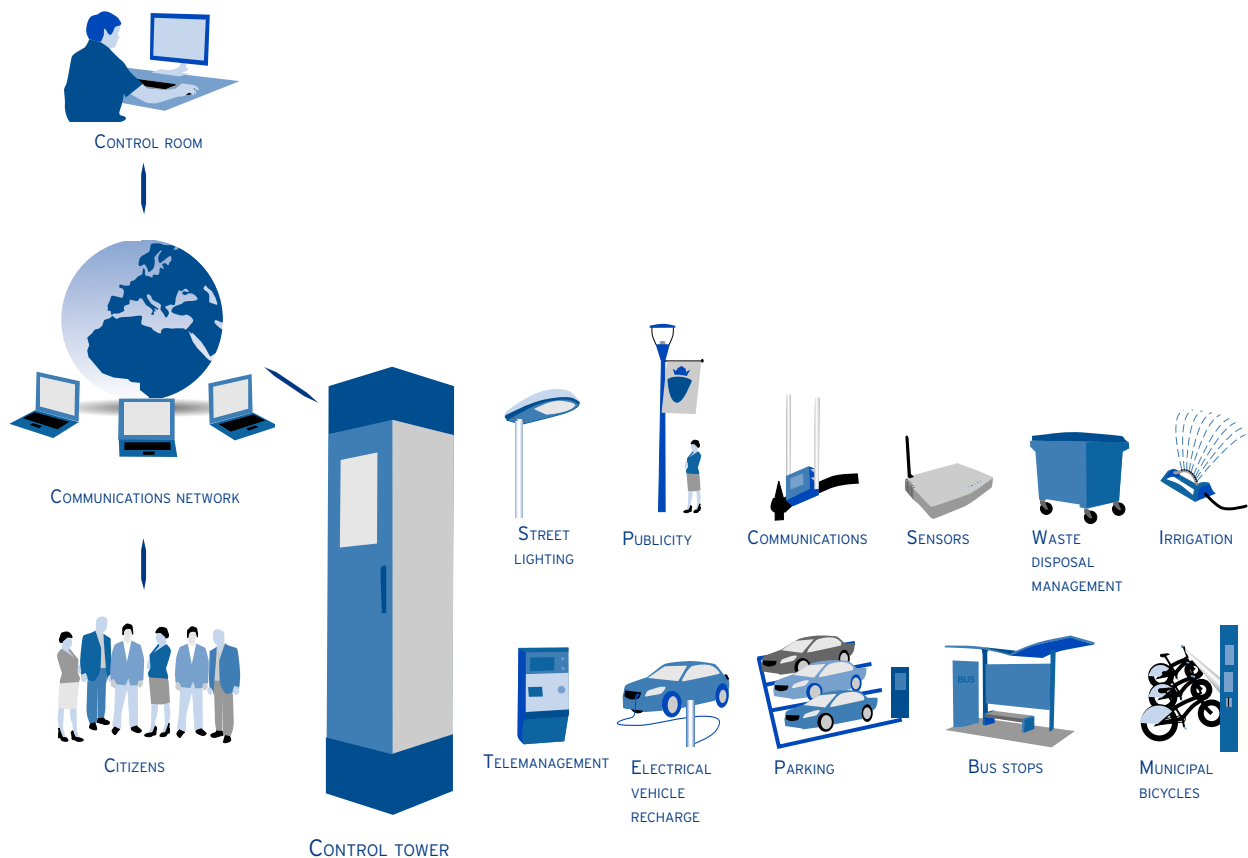 Control room
Communications network
Citizens
Control tower
Street
lighting
Publicity
Communications
Sensors
Waste
disposal
management
Irrigation
Telemanagement
Electrical
vehicle
recharge
Parking
BUS
Bus stops
Municipal
bicycles